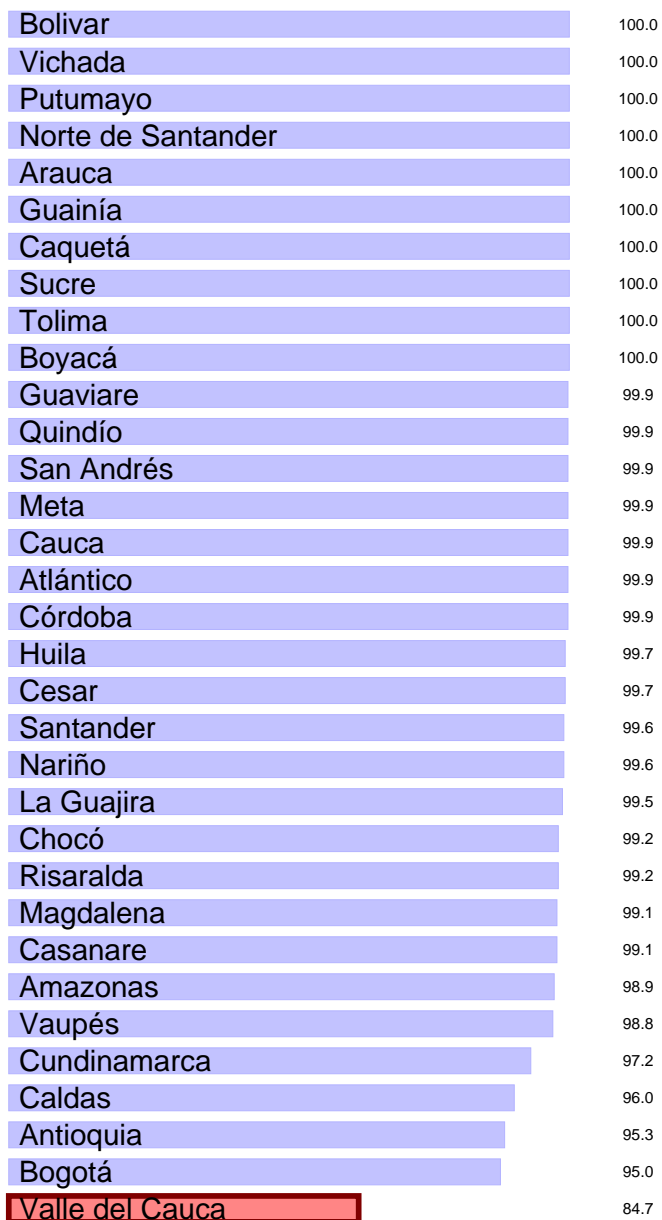 Bolivar 100.0
Vichada 100.0
Putumayo 100.0
Norte de Santander 100.0
Arauca 100.0
Guainía 100.0
Caquetá 100.0
Sucre 100.0
Tolima 100.0
Boyacá 100.0
Guaviare 99.9
Quindío 99.9
San Andrés 99.9
Meta 99.9
Cauca 99.9
Atlántico 99.9
Córdoba 99.9
Huila 99.7
Cesar 99.7
Santander 99.6
Nariño 99.6
La Guajira 99.5
Chocó 99.2
Risaralda 99.2
Magdalena 99.1
Casanare 99.1
Amazonas 98.9
Vaupés 98.8
Cundinamarca 97.2
Caldas 96.0
Antioquia 95.3
Bogotá 95.0
Valle del Cauca 84.7